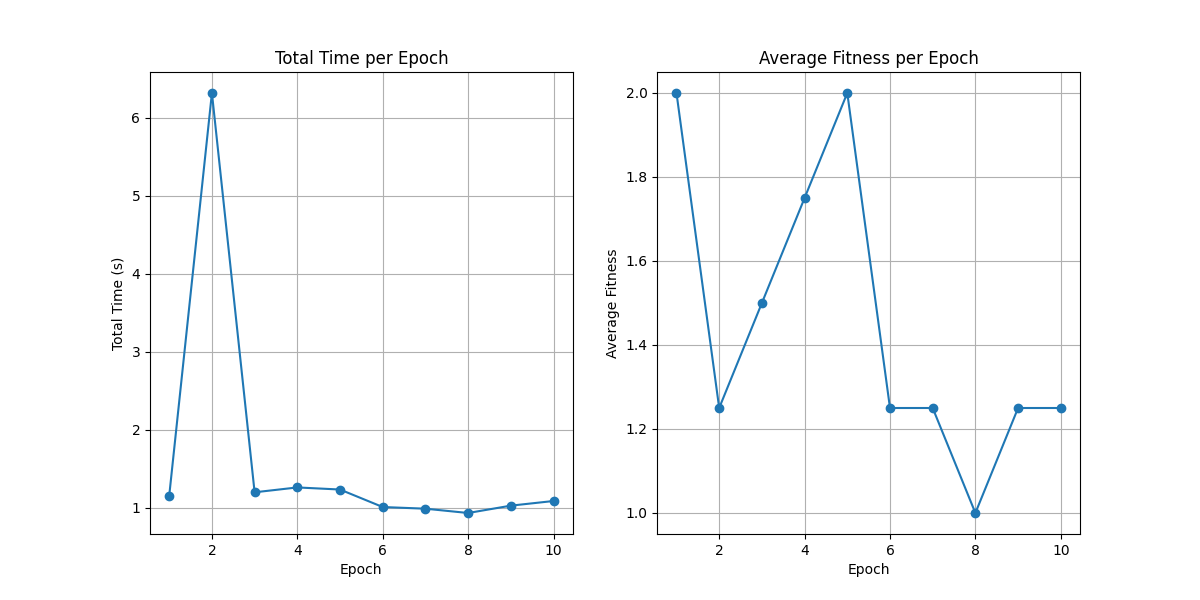 Total Time per Epoch
Total Time (s)
6
5
4
3
2
1
2 4 6 8 10
Epoch
Average Fitness per Epoch
Average Fitness
2.0
1.8
1.6
1.4
1.2
1.0
2 4 6 8 10
Epoch